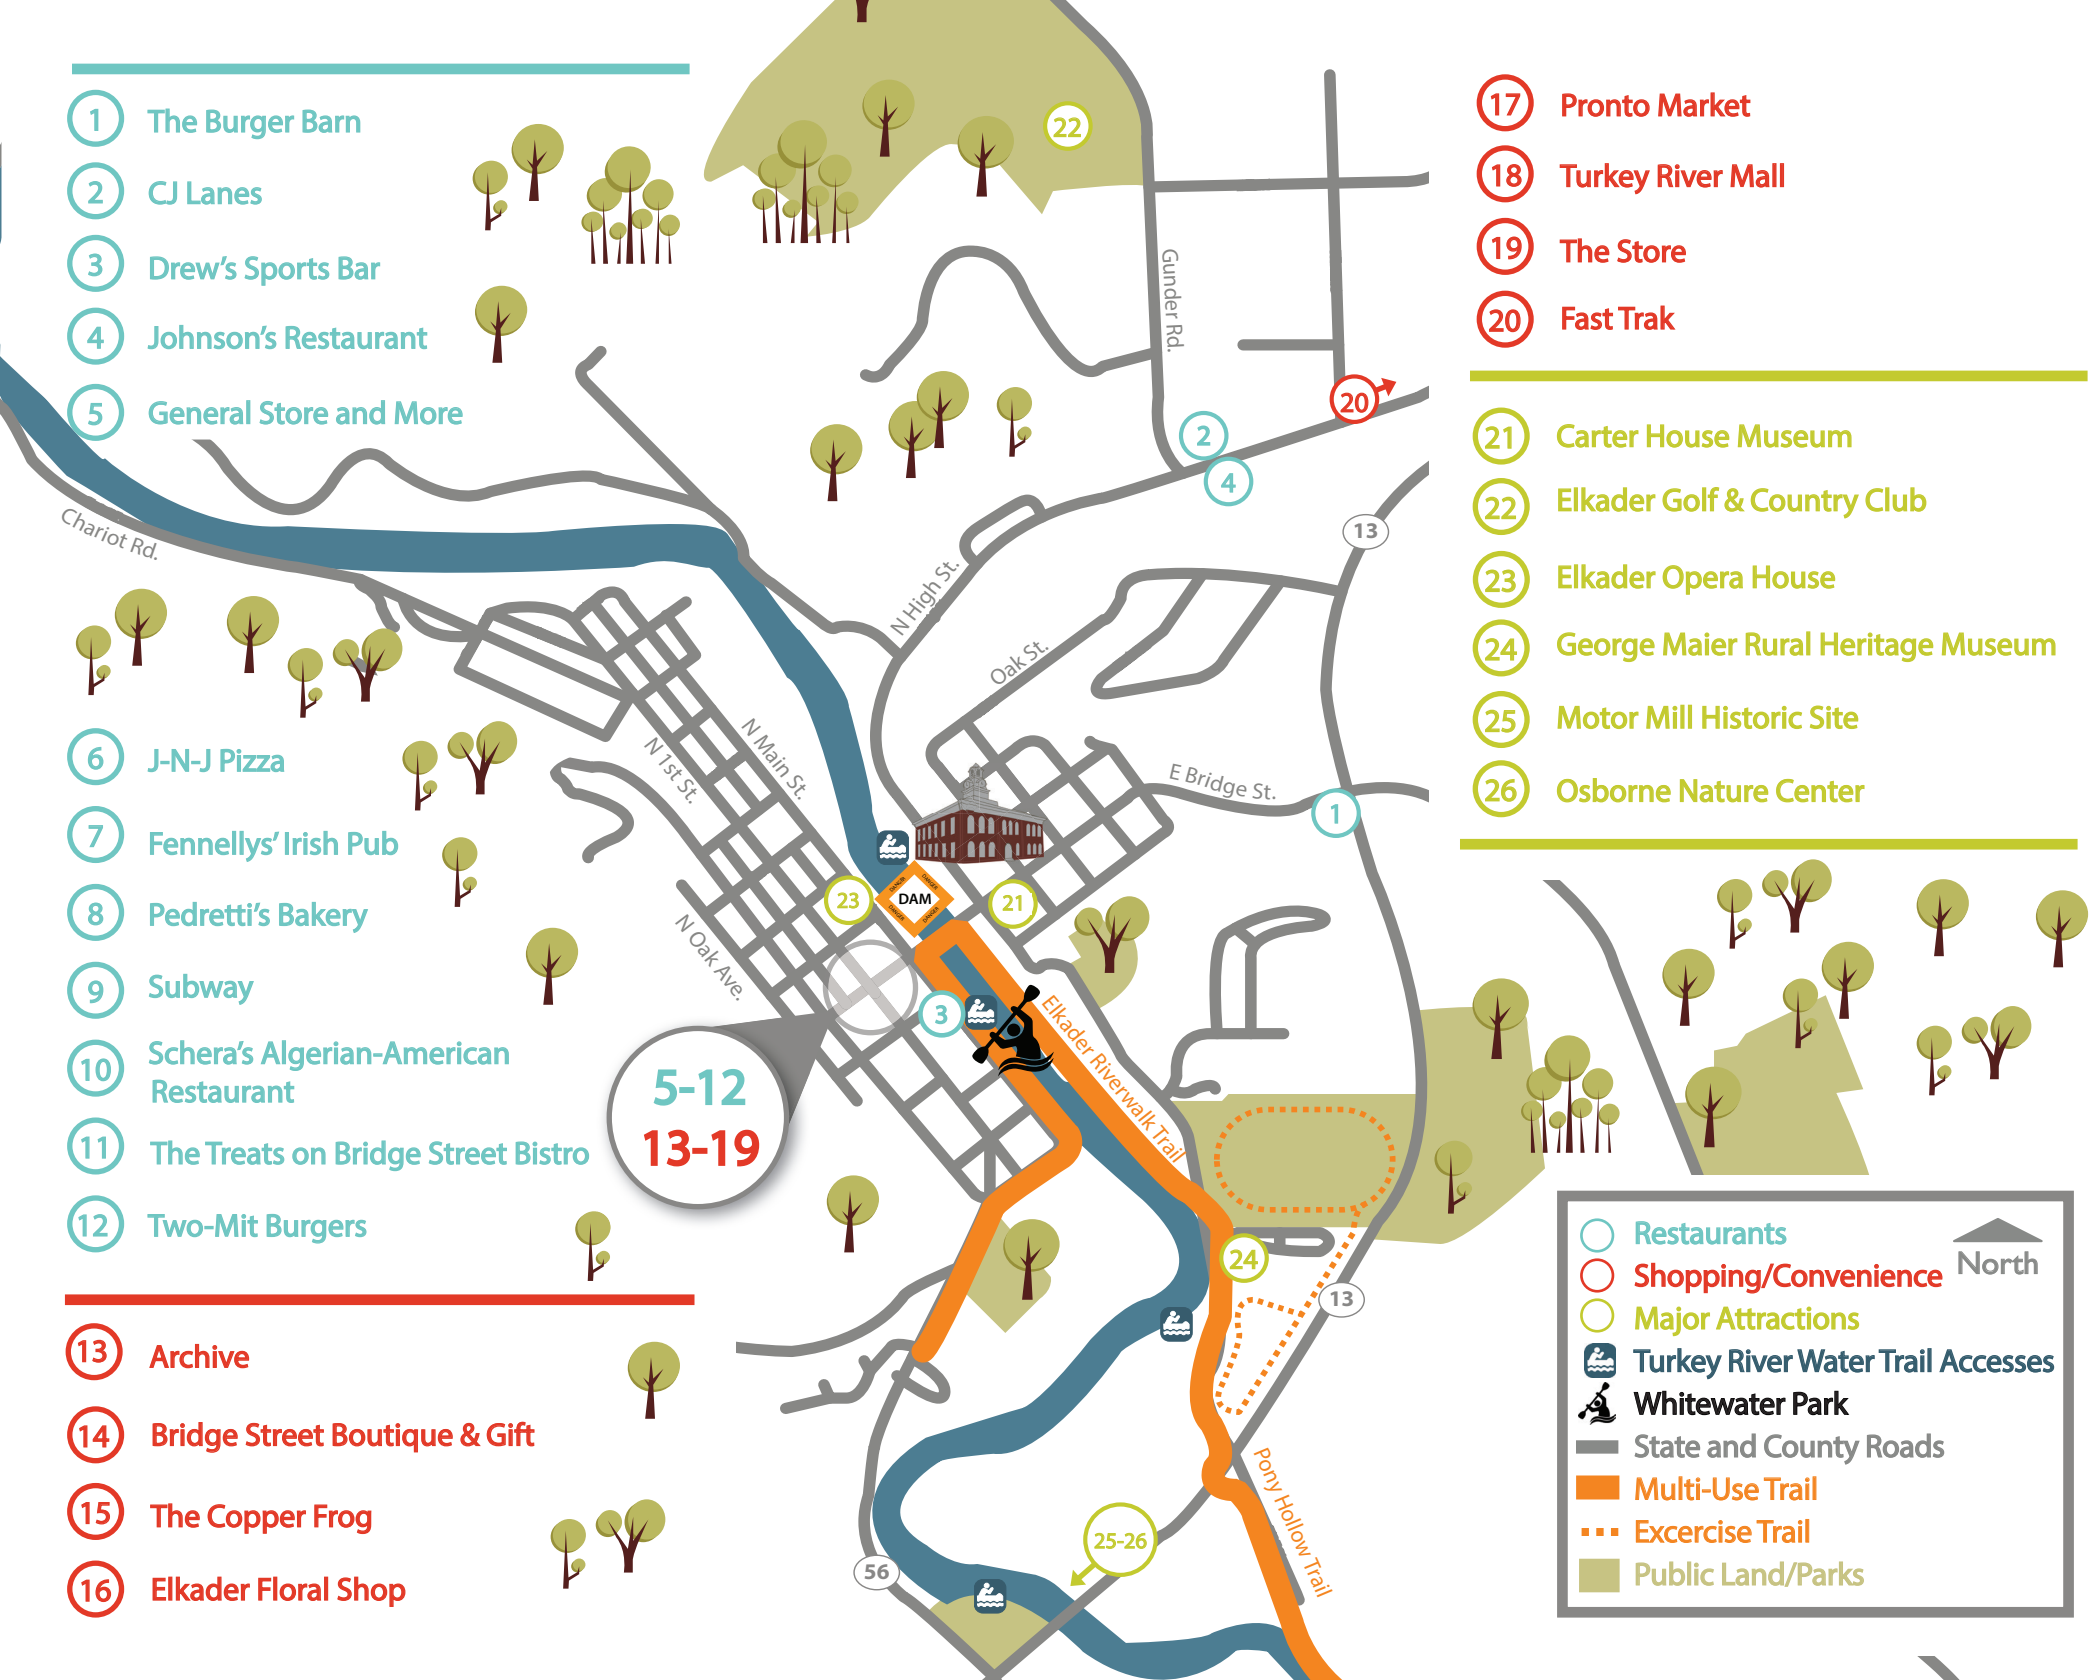 1 The Burger Barn
2 CJ Lanes
3 Drew's Sports Bar
4 Johnson's Restaurant
5 General Store and More
6 J-N-J Pizza
7 Fennellys' Irish Pub
8 Pedretti's Bakery
9 Subway
10 Schera's Algerian-American
Restaurant
11 The Treats on Bridge Street Bistro
12 Two-Mit Burgers
13 Archive
14 Bridge Street Boutique & Gift
15 The Copper Frog
16 Elkader Floral Shop
22
Gunder Rd.
20
2
4
13
Chariot Rd.
N High St.
Oak St.
N Main St.
N 1st St.
E Bridge St.
1
23
DANGER
DANGER
DAM
DANGER
DANGER
21
N Oak Ave.
3
Elkader Riverwalk Trail
5-12
13-19
24
13
Pony Hollow Trail
25-26
56
17 Pronto Market
18 Turkey River Mall
19 The Store
20 Fast Trak
21 Carter House Museum
22 Elkader Golf & Country Club
23 Elkader Opera House
24 George Maier Rural Heritage Museum
25 Motor Mill Historic Site
26 Osborne Nature Center
Restaurants
North
Shopping/Convenience
Major Attractions
Turkey River Water Trail Accesses
Whitewater Park
State and County Roads
Multi-Use Trail
Excercise Trail
Public Land/Parks